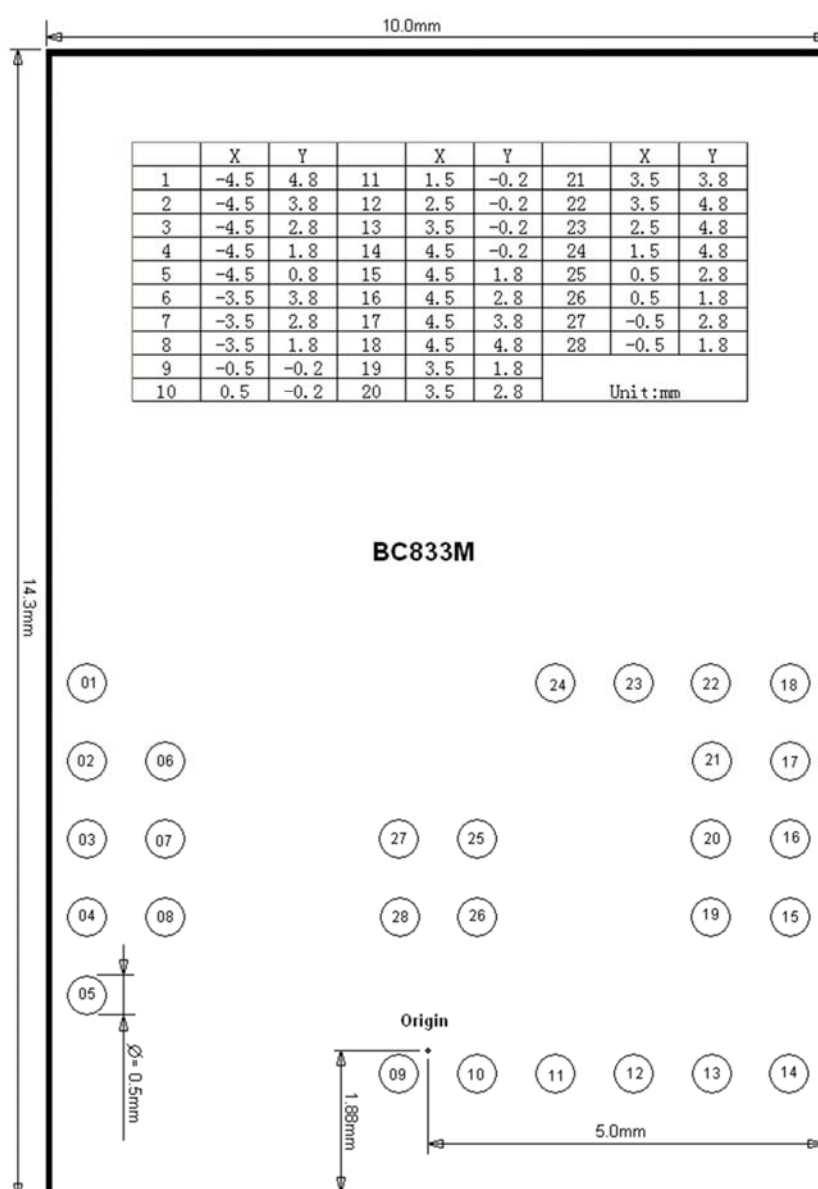 10.0mm
X Y X Y X Y
1 -4.5 4.8 11 1.5 -0.2 21 3.5 3.8
2 -4.5 3.8 12 2.5 -0.2 22 3.5 4.8
3 -4.5 2.8 13 3.5 -0.2 23 2.5 4.8
4 -4.5 1.8 14 4.5 -0.2 24 1.5 4.8
5 -4.5 0.8 15 4.5 1.8 25 0.5 2.8
6 -3.5 3.8 16 4.5 2.8 26 0.5 1.8
7 -3.5 2.8 17 4.5 3.8 27 -0.5 2.8
8 -3.5 1.8 18 4.5 4.8 28 -0.5 1.8
9 -0.5 -0.2 19 3.5 1.8
10 0.5 -0.2 20 3.5 2.8 Unit:mm
BC833M
14.3mm
01 24 23 22 18
02 06 21 17
03 07 27 25 20 16
04 08 28 26 19 15
05
Origin
Ø= 0.5mm
09 10 11 12 13 14
1.88mm
5.0mm